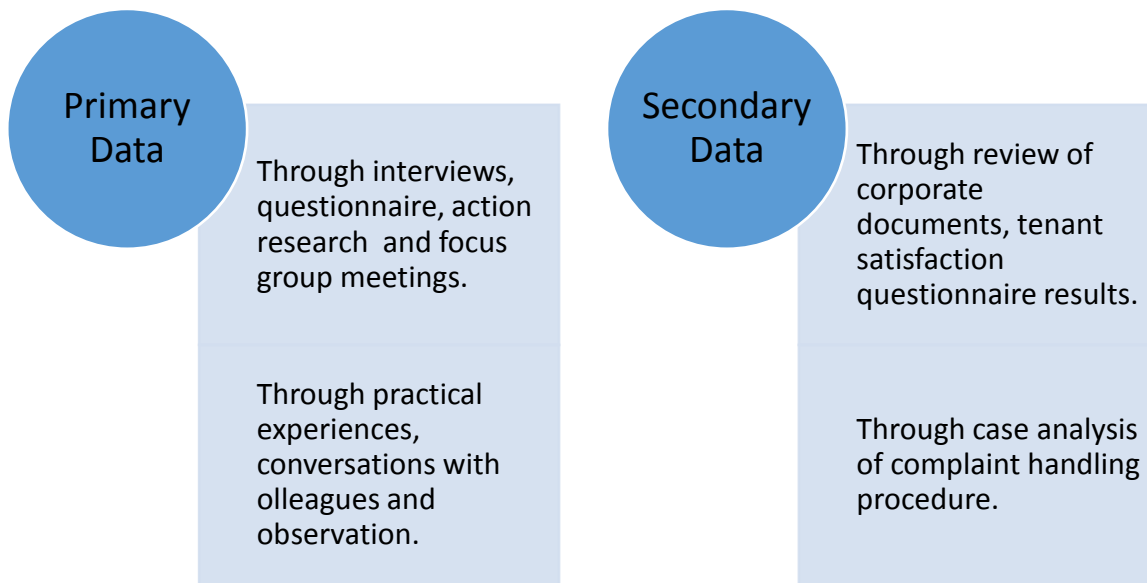 Primary
Data
Through interviews,
questionnaire, action
research and focus
group meetings.
Through practical
experiences,
conversations with
olleagues and
observation.
Secondary
Data
Through review of
corporate
documents, tenant
satisfaction
questionnaire results.
Through case analysis
of complaint handling
procedure.